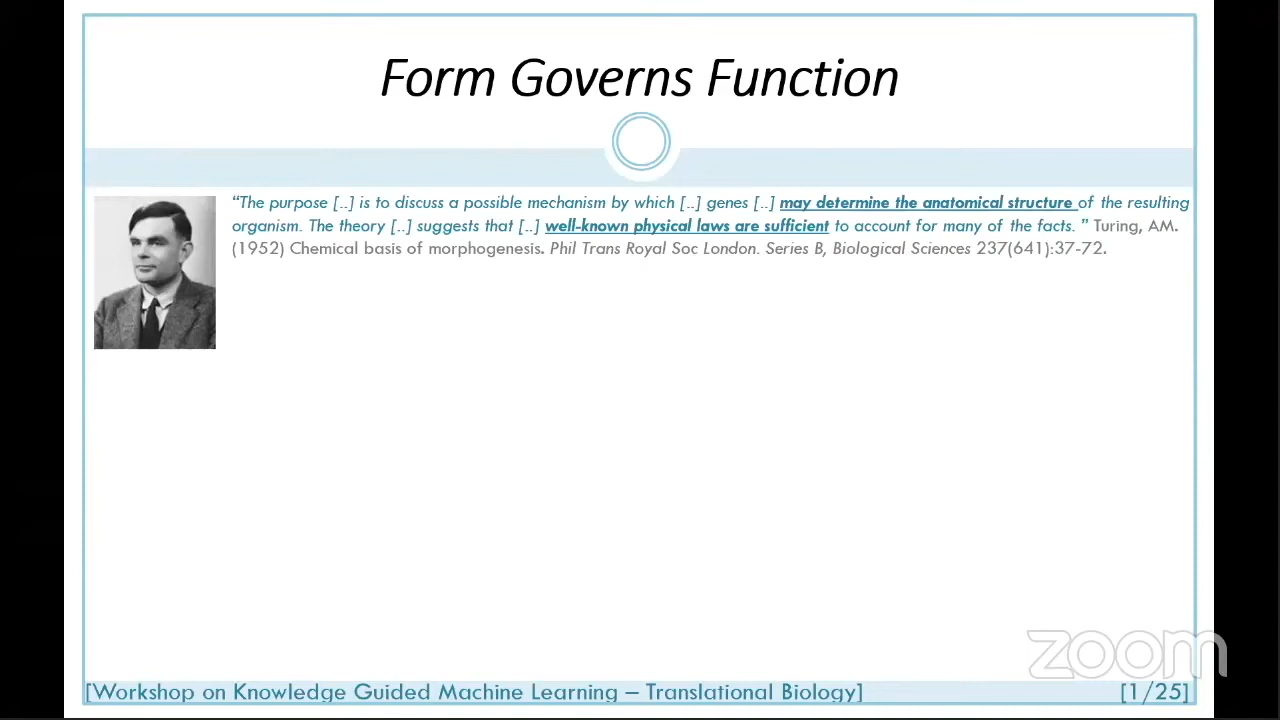 Form Governs Function
“The purpose [..] is to discuss a possible mechanism by which [..] genes [..] may determine the anatomical structure of the resulting
organism. The theory [..] suggests that [..] well-known physical laws are sufficient to account for many of the facts. ” Turing, AM.
(1952) Chemical basis of morphogenesis. Phil Trans Royal Soc London. Series B, Biological Sciences 237(641):37-72.
zoom
[Workshop on Knowledge Guided Machine Learning – Translational Biology] [1/25]